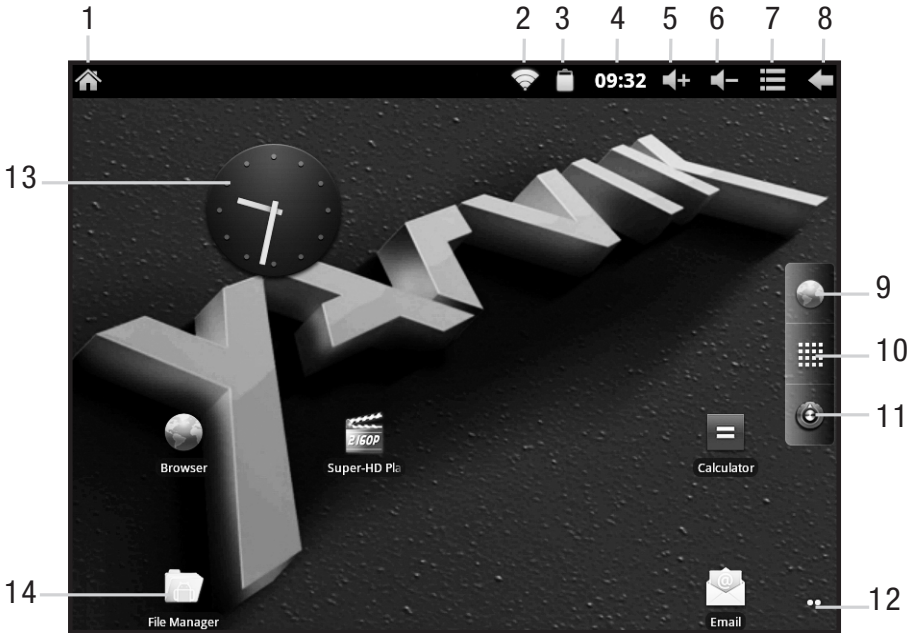 1 2 3 4 5 6 7 8
09:32
13
YARVIK
9
10
11
2160P
Browser Super-HD Pla Calculator
14
12
File Manager Email